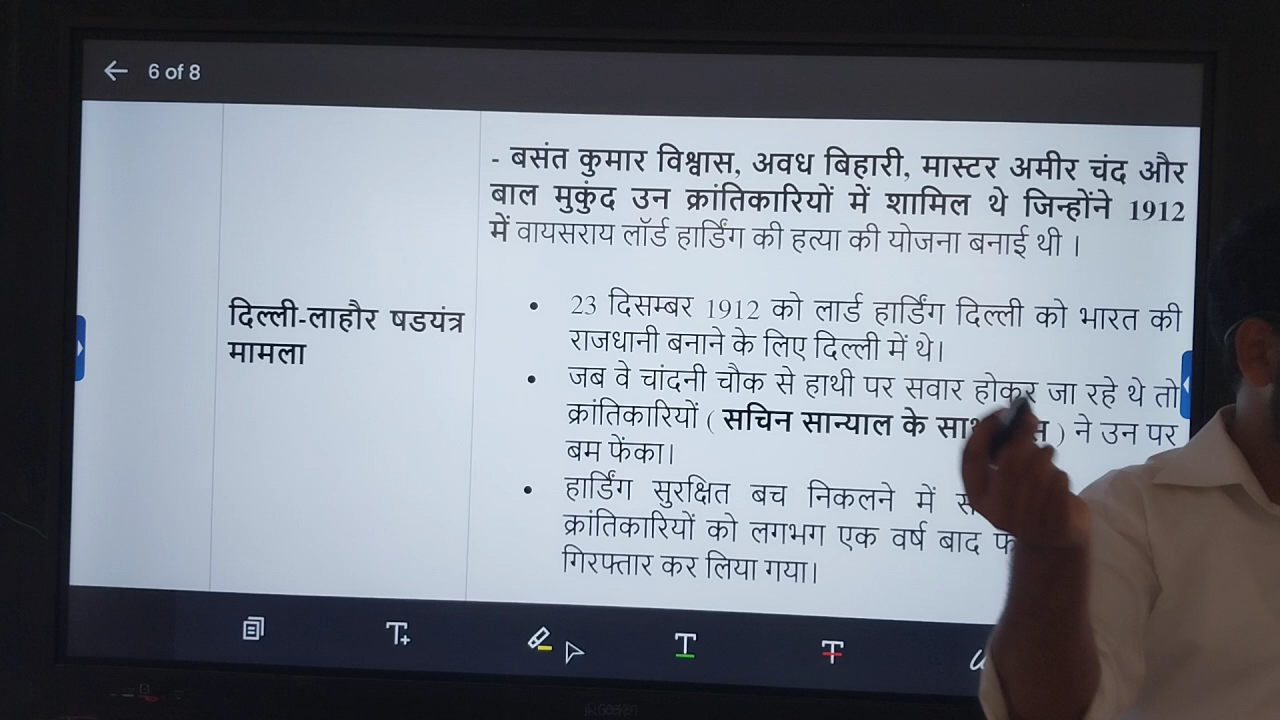 6 of 8
- बसंत कुमार विश्वास, अवध बिहारी, मास्टर अमीर चंद और
बाल मुकुंद उन क्रांतिकारियों में शामिल थे जिन्होंने 1912
में वायसराय लॉर्ड हार्डिंग की हत्या की योजना बनाई थी ।
दिल्ली-लाहौर षडयंत्र
मामला
• 23 दिसम्बर 1912 को लार्ड हार्डिंग दिल्ली को भारत की
राजधानी बनाने के लिए दिल्ली में थे।
• जब वे चांदनी चौक से हाथी पर सवार होकर जा रहे थे तो
क्रांतिकारियों ( सचिन सान्याल के ) ने उन पर
बम फेंका।
• हार्डिंग सुरक्षित बच निकलने में
क्रांतिकारियों को लगभग एक वर्ष बाद
गिरफ्तार कर लिया गया।